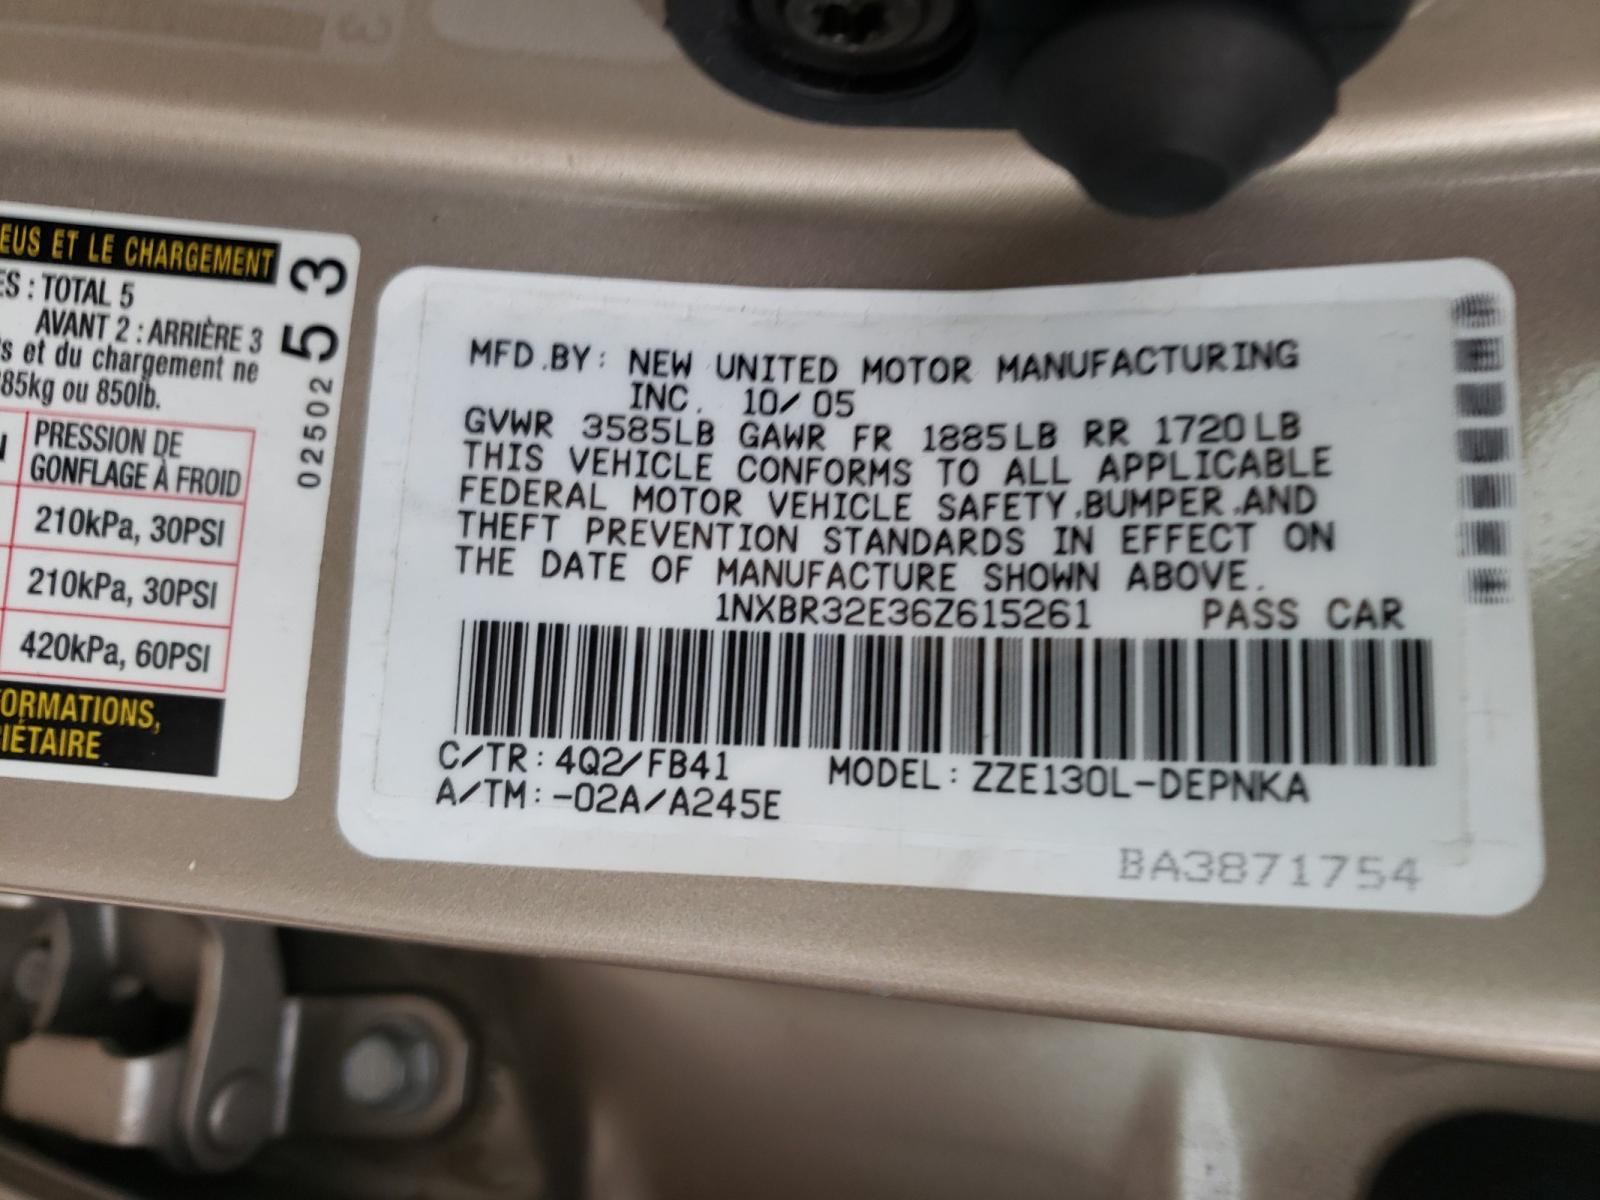 EUS ET LE CHARGEMENT
ES : TOTAL 5
AVANT 2 : ARRIÈRE 3
s et du chargement ne
85kg ou 850lb.
PRESSION DE
GONFLAGE À FROID
210kPa, 30PSI
210kPa, 30PSI
420kPa, 60PSI
ORMATIONS,
IÉTAIRE
02502 53
MFD.BY: NEW UNITED MOTOR MANUFACTURING
INC. 10/05
GVWR 3585LB GAWR FR 1885LB RR 1720LB
THIS VEHICLE CONFORMS TO ALL APPLICABLE
FEDERAL MOTOR VEHICLE SAFETY,BUMPER,AND
THEFT PREVENTION STANDARDS IN EFFECT ON
THE DATE OF MANUFACTURE SHOWN ABOVE.
1NXBR32E36Z615261 PASS CAR
C/TR: 4Q2/FB41 MODEL: ZZE130L-DEPNKA
A/TM: -02A/A245E
BA3871754